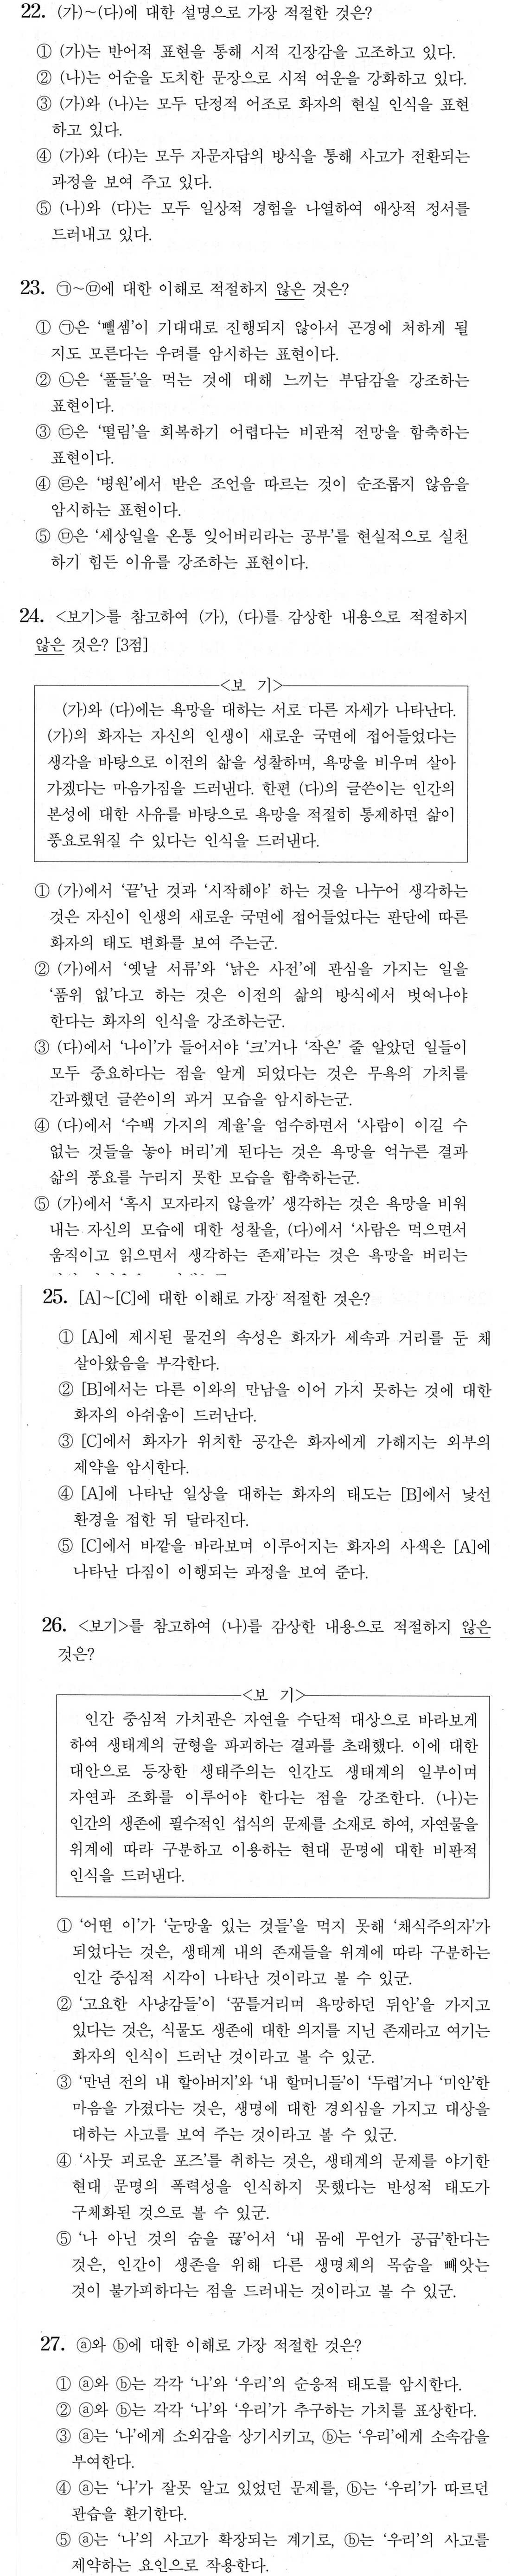 22. (가)~(다)에 대한 설명으로 가장 적절한 것은?
① (가)는 반어적 표현을 통해 시적 긴장감을 고조하고 있다.
② (나)는 어순을 도치한 문장으로 시적 여운을 강화하고 있다.
③ (가)와 (나)는 모두 단정적 어조로 화자의 현실 인식을 표현
하고 있다.
④ (가)와 (다)는 모두 자문자답의 방식을 통해 사고가 전환되는
과정을 보여 주고 있다.
⑤ (나)와 (다)는 모두 일상적 경험을 나열하여 애상적 정서를
드러내고 있다.
23. ㉠~㉤에 대한 이해로 적절하지 않은 것은?
① ㉠은 ‘뺄셈’이 기대대로 진행되지 않아서 곤경에 처하게 될
지도 모른다는 우려를 암시하는 표현이다.
② ㉡은 ‘풀들’을 먹는 것에 대해 느끼는 부담감을 강조하는
표현이다.
③ ㉢은 ‘떨림’을 회복하기 어렵다는 비관적 전망을 함축하는
표현이다.
④ ㉣은 ‘병원’에서 받은 조언을 따르는 것이 순조롭지 않음을
암시하는 표현이다.
⑤ ㉤은 ‘세상일을 온통 잊어버리라는 공부’를 현실적으로 실천
하기 힘든 이유를 강조하는 표현이다.
24. <보기>를 참고하여 (가), (다)를 감상한 내용으로 적절하지
않은 것은? [3점]
<보 기>
(가)와 (다)에는 욕망을 대하는 서로 다른 자세가 나타난다.
(가)의 화자는 자신의 인생이 새로운 국면에 접어들었다는
생각을 바탕으로 이전의 삶을 성찰하며, 욕망을 비우며 살아
가겠다는 마음가짐을 드러낸다. 한편 (다)의 글쓴이는 인간의
본성에 대한 사유를 바탕으로 욕망을 적절히 통제하면 삶이
풍요로워질 수 있다는 인식을 드러낸다.
① (가)에서 ‘끝’난 것과 ‘시작해야’ 하는 것을 나누어 생각하는
것은 자신이 인생의 새로운 국면에 접어들었다는 판단에 따른
화자의 태도 변화를 보여 주는군.
② (가)에서 ‘옛날 서류’와 ‘낡은 사전’에 관심을 가지는 일을
‘품위 없’다고 하는 것은 이전의 삶의 방식에서 벗어나야
한다는 화자의 인식을 강조하는군.
③ (다)에서 ‘나이’가 들어서야 ‘크’거나 ‘작은’ 줄 알았던 일들이
모두 중요하다는 점을 알게 되었다는 것은 무욕의 가치를
간과했던 글쓴이의 과거 모습을 암시하는군.
④ (다)에서 ‘수백 가지의 계율’을 엄수하면서 ‘사람이 이길 수
없는 것들을 놓아 버리’게 된다는 것은 욕망을 억누른 결과
삶의 풍요를 누리지 못한 모습을 함축하는군.
⑤ (가)에서 ‘혹시 모자라지 않을까’ 생각하는 것은 욕망을 비워
내는 자신의 모습에 대한 성찰을, (다)에서 ‘사람은 먹으면서
움직이고 읽으면서 생각하는 존재’라는 것은 욕망을 버리는
25. [A]~[C]에 대한 이해로 가장 적절한 것은?
① [A]에 제시된 물건의 속성은 화자가 세속과 거리를 둔 채
살아왔음을 부각한다.
② [B]에서는 다른 이와의 만남을 이어 가지 못하는 것에 대한
화자의 아쉬움이 드러난다.
③ [C]에서 화자가 위치한 공간은 화자에게 가해지는 외부의
제약을 암시한다.
④ [A]에 나타난 일상을 대하는 화자의 태도는 [B]에서 낯선
환경을 접한 뒤 달라진다.
⑤ [C]에서 바깥을 바라보며 이루어지는 화자의 사색은 [A]에
나타난 다짐이 이행되는 과정을 보여 준다.
26. <보기>를 참고하여 (나)를 감상한 내용으로 적절하지 않은
것은?
<보 기>
인간 중심적 가치관은 자연을 수단적 대상으로 바라보게
하여 생태계의 균형을 파괴하는 결과를 초래했다. 이에 대한
대안으로 등장한 생태주의는 인간도 생태계의 일부이며
자연과 조화를 이루어야 한다는 점을 강조한다. (나)는
인간의 생존에 필수적인 섭식의 문제를 소재로 하여, 자연물을
위계에 따라 구분하고 이용하는 현대 문명에 대한 비판적
인식을 드러낸다.
① ‘어떤 이’가 ‘눈망울 있는 것들’을 먹지 못해 ‘채식주의자’가
되었다는 것은, 생태계 내의 존재들을 위계에 따라 구분하는
인간 중심적 시각이 나타난 것이라고 볼 수 있군.
② ‘고요한 사냥감들’이 ‘꿈틀거리며 욕망하던 뒤안’을 가지고
있다는 것은, 식물도 생존에 대한 의지를 지닌 존재라고 여기는
화자의 인식이 드러난 것이라고 볼 수 있군.
③ ‘만년 전의 내 할아버지’와 ‘내 할머니들’이 ‘두렵’거나 ‘미안’한
마음을 가졌다는 것은, 생명에 대한 경외심을 가지고 대상을
대하는 사고를 보여 주는 것이라고 볼 수 있군.
④ ‘사뭇 괴로운 포즈’를 취하는 것은, 생태계의 문제를 야기한
현대 문명의 폭력성을 인식하지 못했다는 반성적 태도가
구체화된 것으로 볼 수 있군.
⑤ ‘나 아닌 것의 숨을 끊’어서 ‘내 몸에 무언가 공급’한다는
것은, 인간이 생존을 위해 다른 생명체의 목숨을 빼앗는
것이 불가피하다는 점을 드러내는 것이라고 볼 수 있군.
27. ⓐ와 ⓑ에 대한 이해로 가장 적절한 것은?
① ⓐ와 ⓑ는 각각 ‘나’와 ‘우리’의 순응적 태도를 암시한다.
② ⓐ와 ⓑ는 각각 ‘나’와 ‘우리’가 추구하는 가치를 표상한다.
③ ⓐ는 ‘나’에게 소외감을 상기시키고, ⓑ는 ‘우리’에게 소속감을
부여한다.
④ ⓐ는 ‘나’가 잘못 알고 있었던 문제를, ⓑ는 ‘우리’가 따르던
관습을 환기한다.
⑤ ⓐ는 ‘나’의 사고가 확장되는 계기로, ⓑ는 ‘우리’의 사고를
제약하는 요인으로 작용한다.